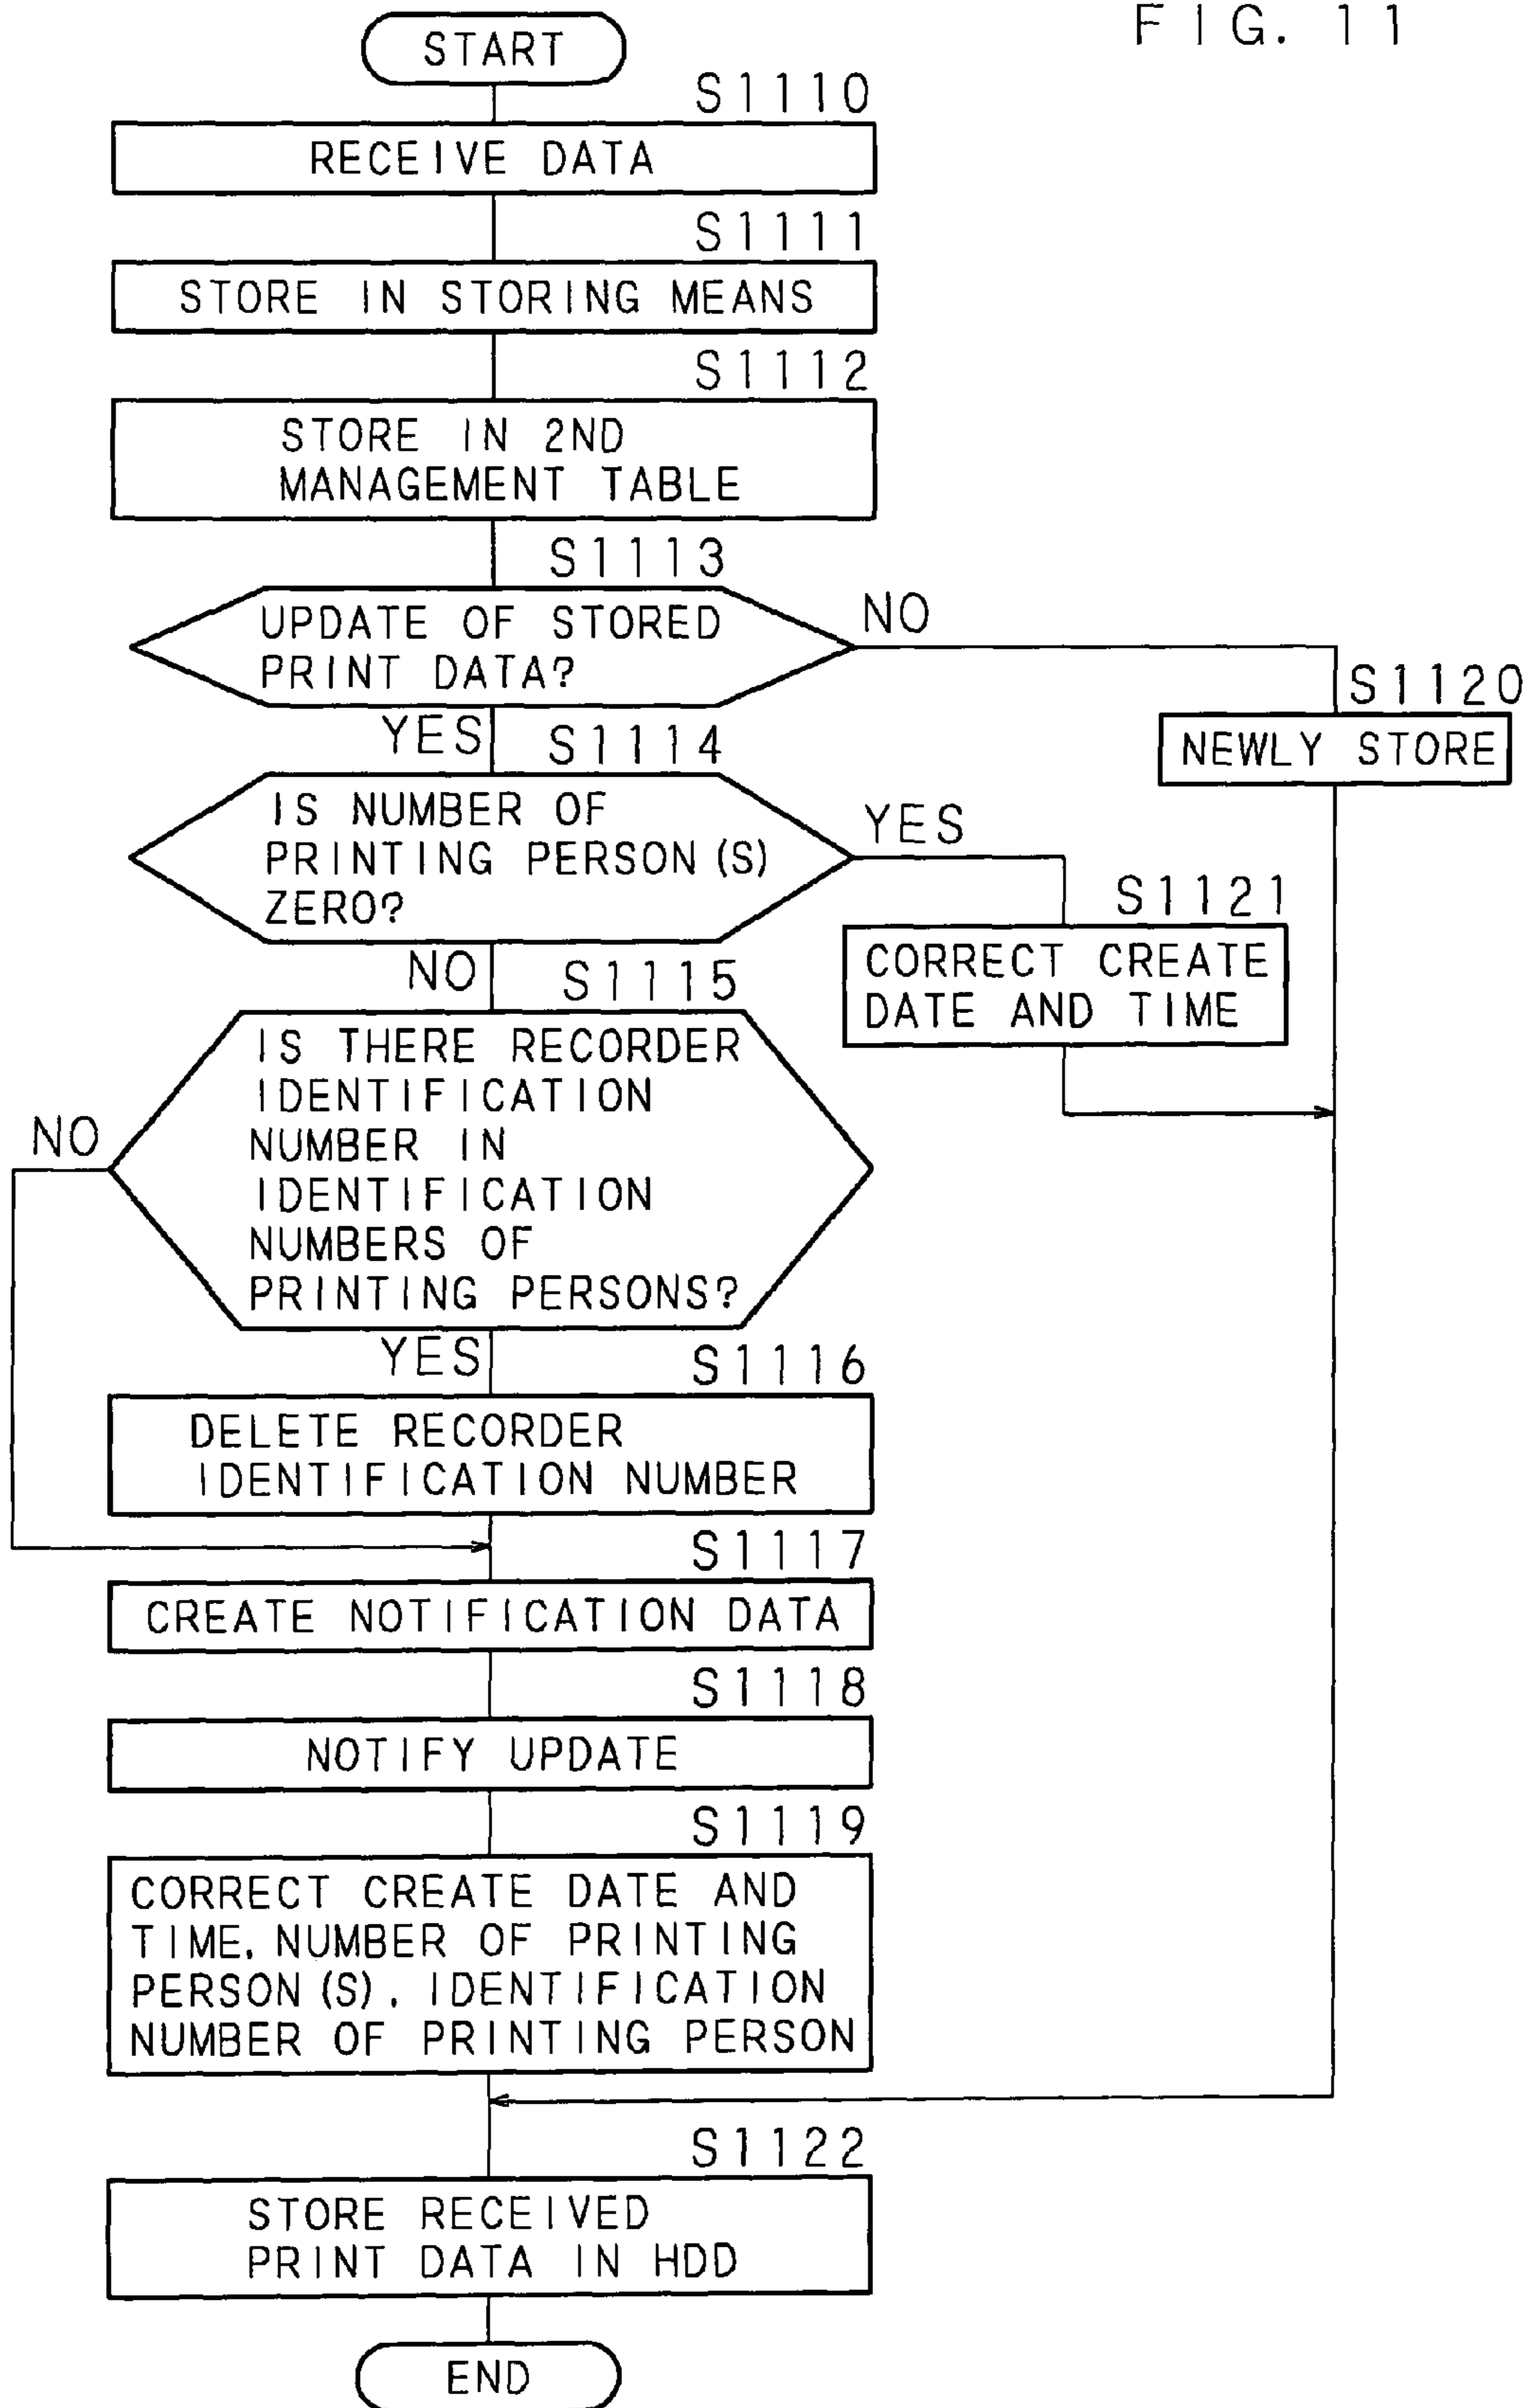 FIG. 11
START
S1110
RECEIVE DATA
S1111
STORE IN STORING MEANS
S1112
STORE IN 2ND
MANAGEMENT TABLE
S1113
UPDATE OF STORED
PRINT DATA?
NO
YES
S1120
NEWLY STORE
S1114
IS NUMBER OF
PRINTING PERSON(S)
ZERO?
YES
NO
S1121
CORRECT CREATE
DATE AND TIME
S1115
IS THERE RECORDER
IDENTIFICATION
NUMBER IN
IDENTIFICATION
NUMBERS OF
PRINTING PERSONS?
NO
YES
S1116
DELETE RECORDER
IDENTIFICATION NUMBER
S1117
CREATE NOTIFICATION DATA
S1118
NOTIFY UPDATE
S1119
CORRECT CREATE DATE AND
TIME, NUMBER OF PRINTING
PERSON(S), IDENTIFICATION
NUMBER OF PRINTING PERSON
S1122
STORE RECEIVED
PRINT DATA IN HDD
END